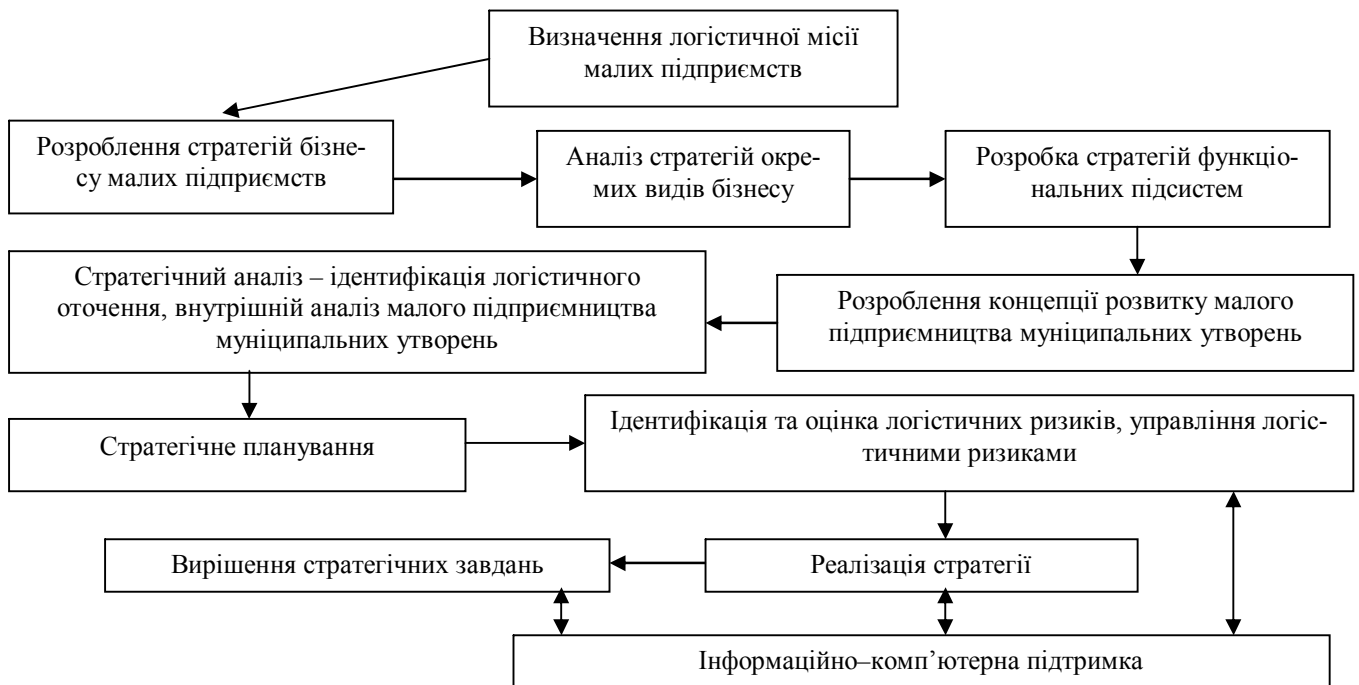 Визначення логістичної місії
малих підприємств
Розроблення стратегій бізне-
су малих підприємств
Аналіз стратегій окре-
мих видів бізнесу
Розробка стратегій функціо-
нальних підсистем
Стратегічний аналіз – ідентифікація логістичного
оточення, внутрішній аналіз малого підприємництва
муніципальних утворень
Розроблення концепції розвитку малого
підприємництва муніципальних утворень
Стратегічне планування
Ідентифікація та оцінка логістичних ризиків, управління логіс-
тичними ризиками
Вирішення стратегічних завдань
Реалізація стратегії
Інформаційно–комп’ютерна підтримка